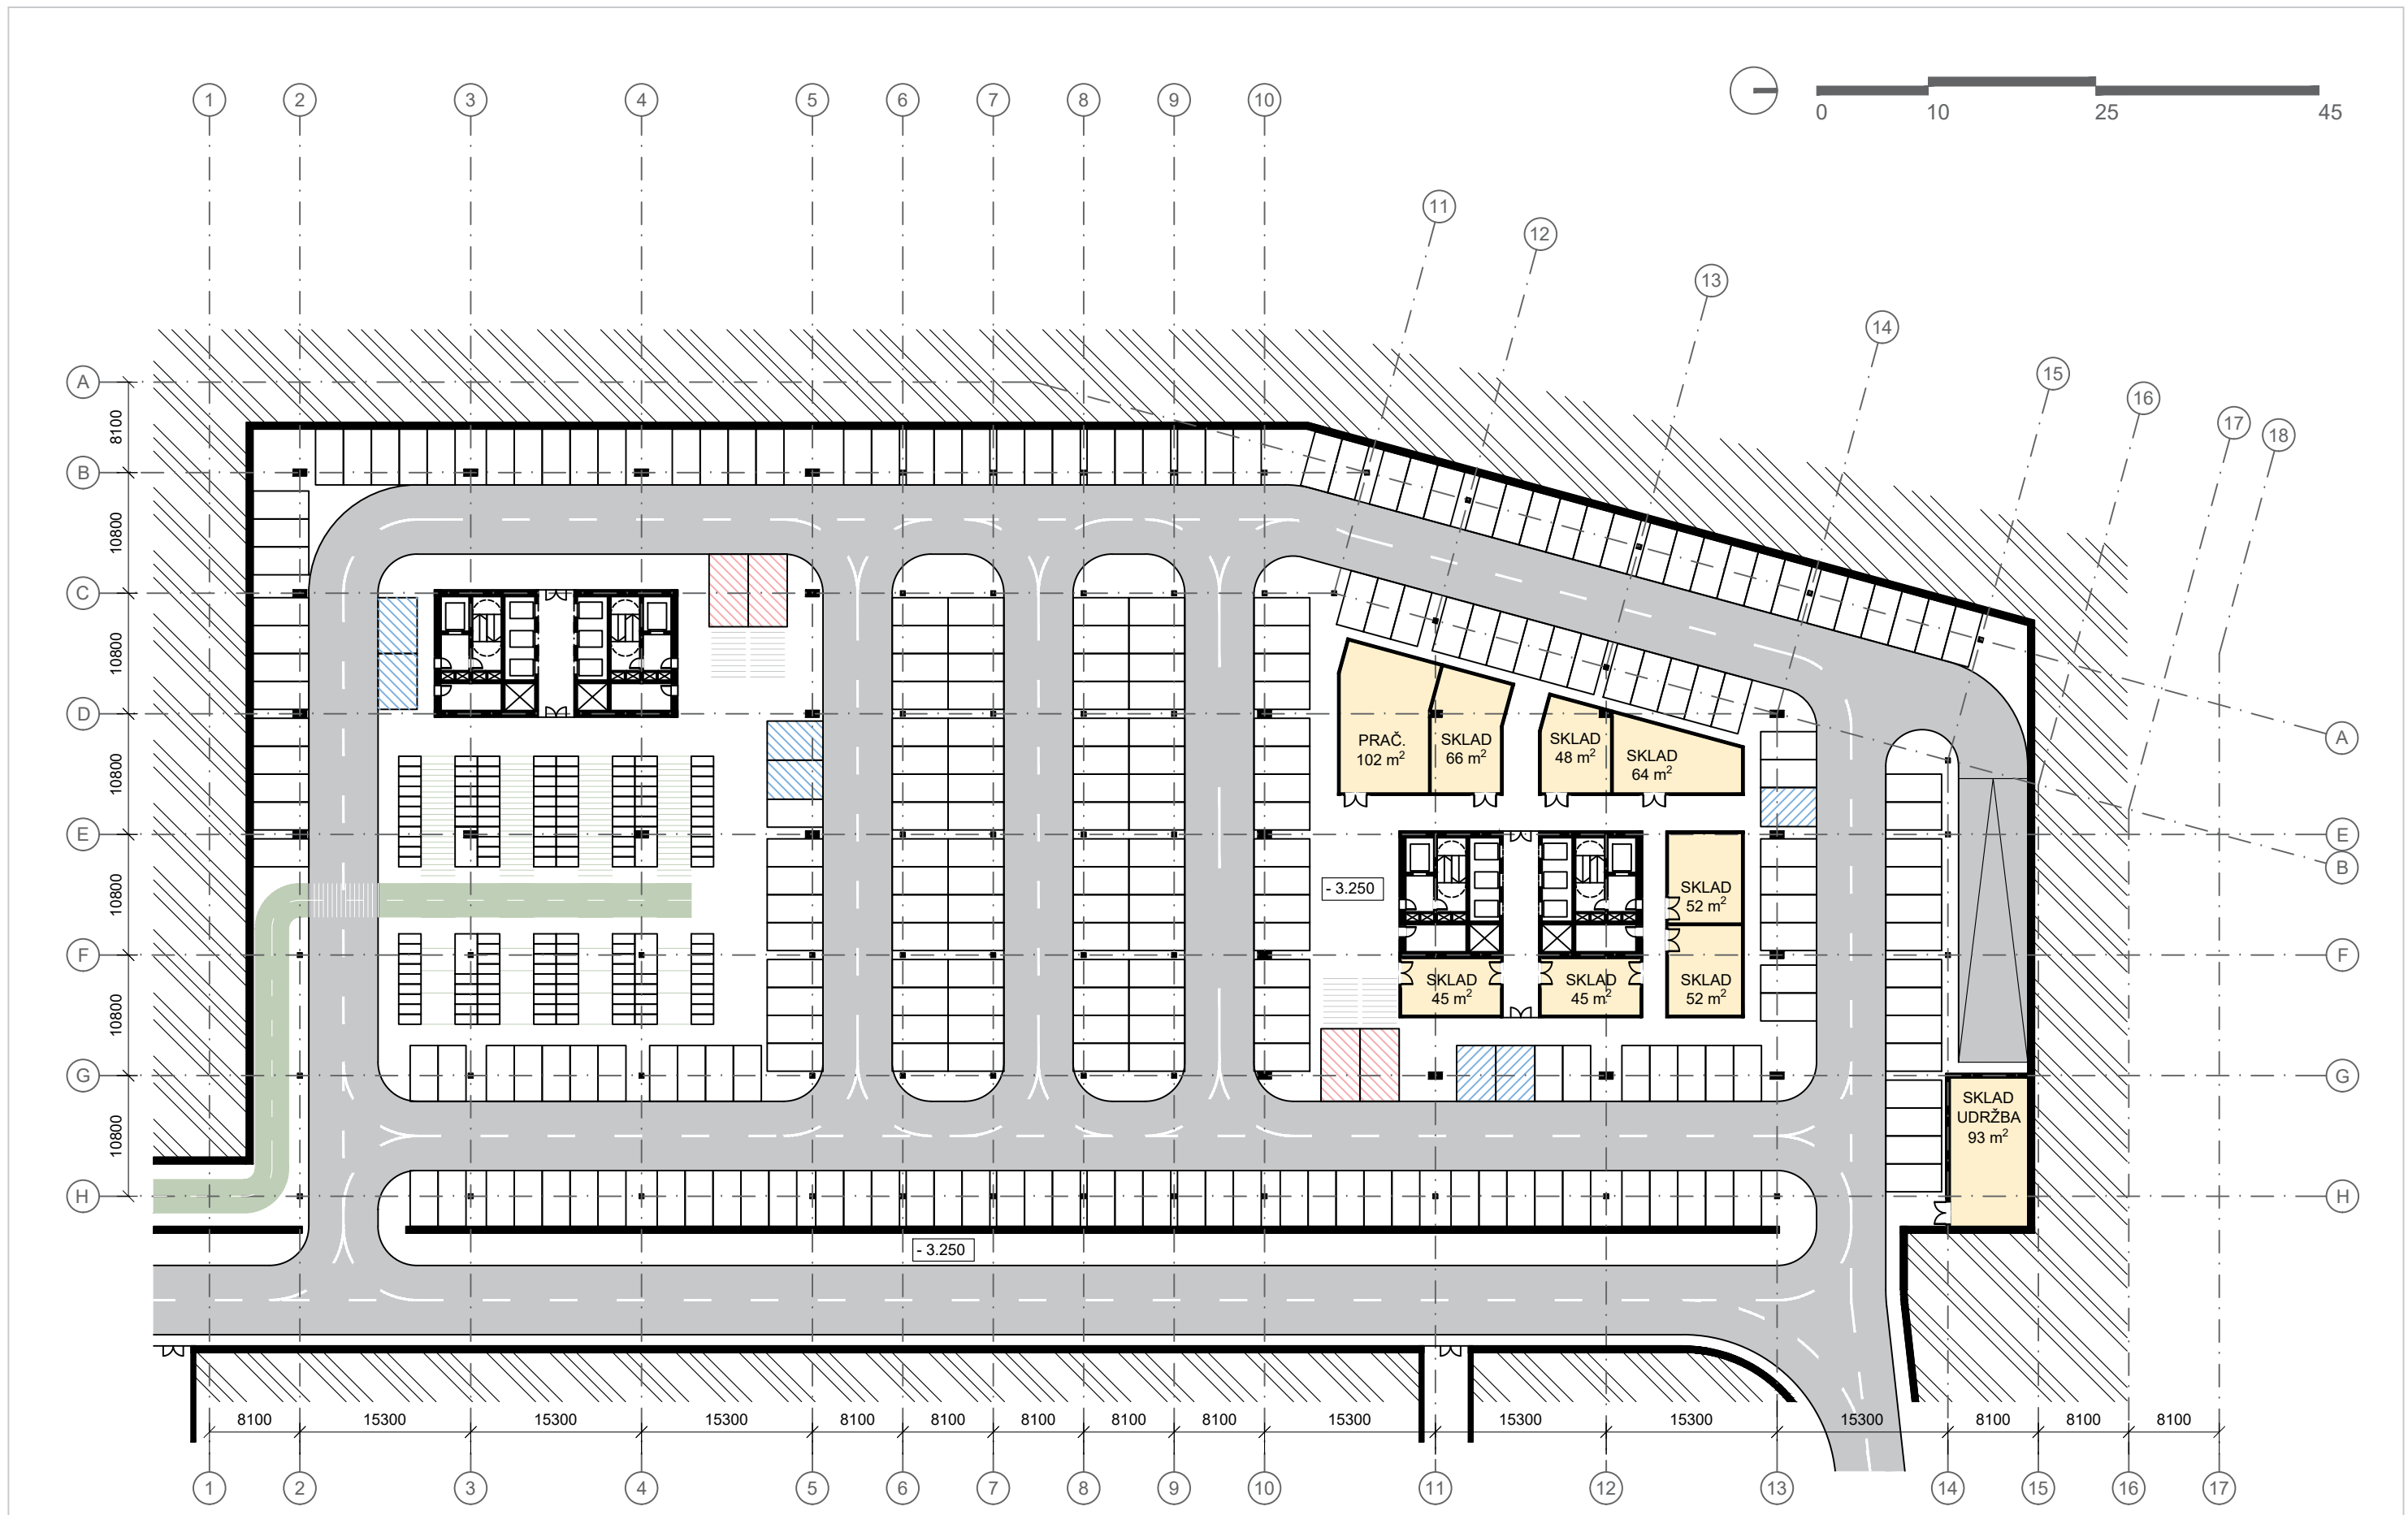 1 2 3 4 5 6 7 8 9 10
0 10 25 45
11
12
13
14
15
16
17
18
A
8100
B
10800
C
10800
D
10800
E
10800
F
10800
G
10800
H
PRAČ.
102 m²
SKLAD
66 m²
SKLAD
48 m²
SKLAD
64 m²
A
E
B
- 3.250
SKLAD
52 m²
F
SKLAD
45 m²
SKLAD
45 m²
SKLAD
52 m²
G
SKLAD
UDRŽBA
93 m²
H
- 3.250
8100 15300 15300 15300 8100 8100 8100 8100 8100 15300 15300 15300 15300 8100 8100 8100
1 2 3 4 5 6 7 8 9 10 11 12 13 14 15 16 17